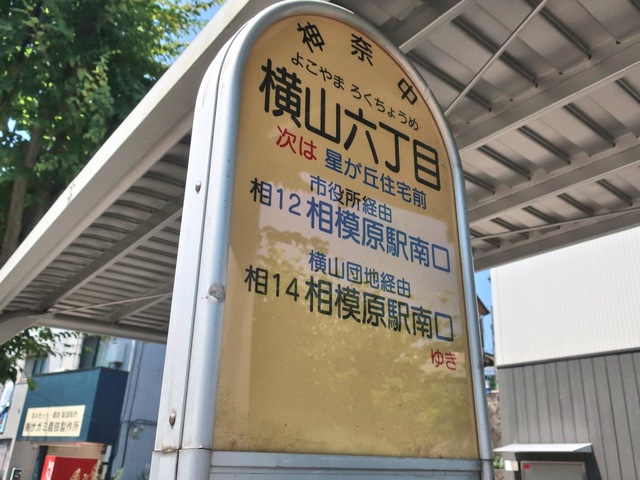 神奈中
よこやま ろくちょうめ
横山六丁目
次は 星が丘住宅前
市役所経由
相12 相模原駅南口
横山団地経由
相14 相模原駅南口
ゆき